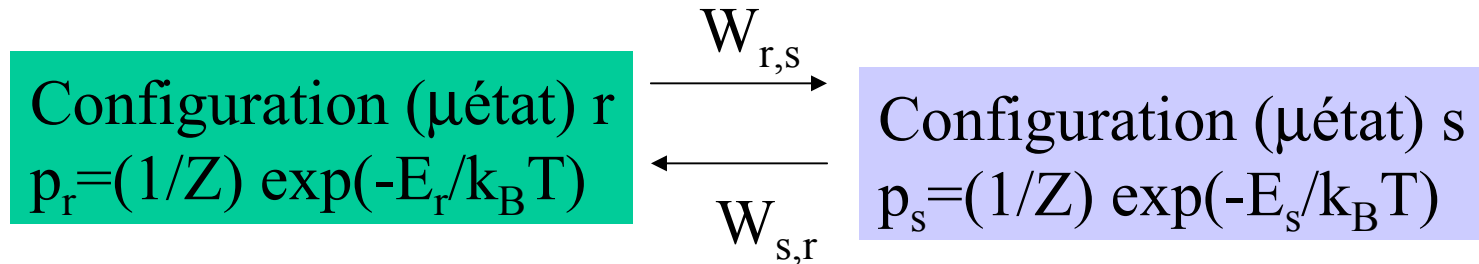 W_{r,s}
Configuration (μétat) r
p_r=(1/Z) exp(-E_r/k_BT)
Configuration (μétat) s
p_s=(1/Z) exp(-E_s/k_BT)
W_{s,r}